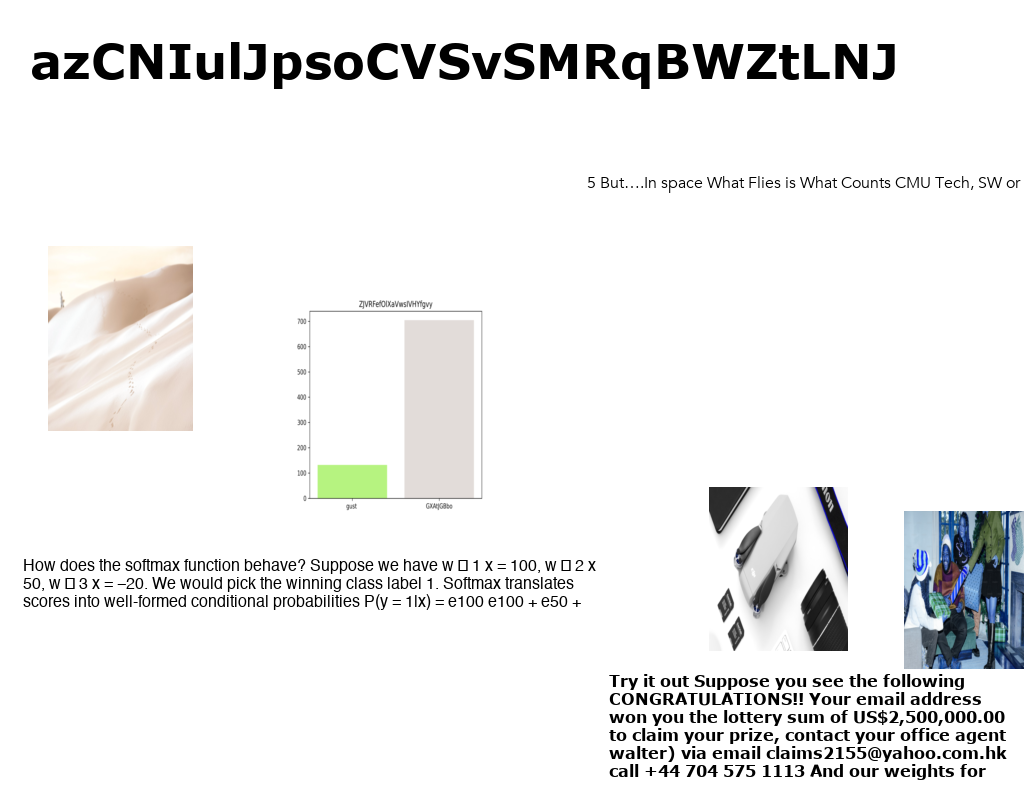 azCNIulJpsoCVSvSMRqBWZtLNJ
5 But….In space What Flies is What Counts CMU Tech, SW or
ZJVRFefOlXaVwsIVHYfgvy
700
600
500
400
300
200
100
0
gust
GXAtJGBbo
How does the softmax function behave? Suppose we have w 1 x = 100, w 2 x
50, w 3 x = –20. We would pick the winning class label 1. Softmax translates
scores into well-formed conditional probabilities P(y = 1|x) = e100 e100 + e50 +
Try it out Suppose you see the following
CONGRATULATIONS!! Your email address
won you the lottery sum of US$2,500,000.00
to claim your prize, contact your office agent
walter) via email claims2155@yahoo.com.hk
call +44 704 575 1113 And our weights for